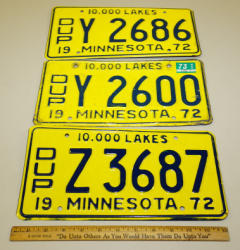 10,000 LAKES
DUP Y 2686
19 MINNESOTA 72
10,000 LAKES
73
DUP Y 2600
19 MINNESOTA 72
10,000 LAKES
DUP Z 3687
19 MINNESOTA 72
"Do Unto Others As You Would Have Them Do Unto You"